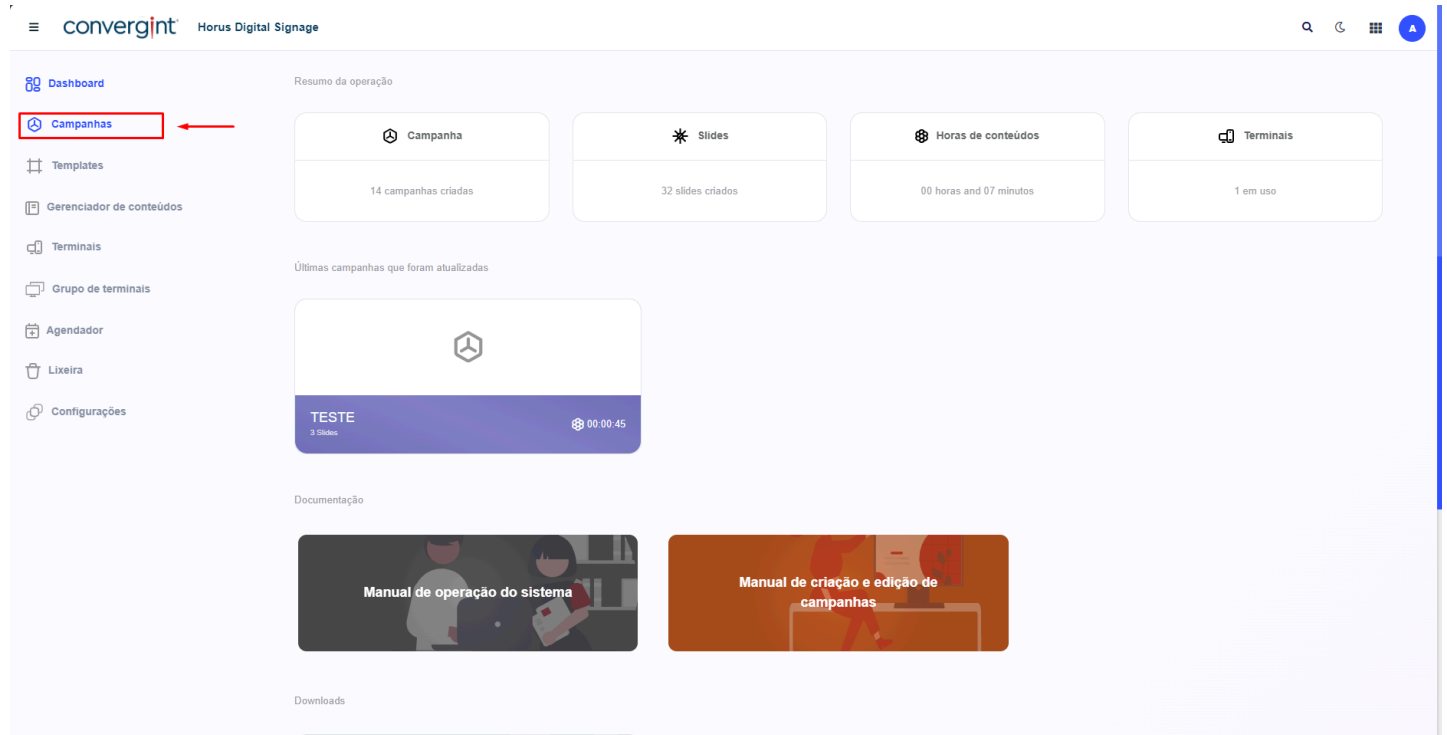 convergint
Horus Digital Signage
A
Dashboard
Campanhas
Templates
Gerenciador de conteúdos
Terminais
Grupo de terminais
Agendador
Lixeira
Configurações
Resumo da operação
Campanha
14 campanhas criadas
Slides
32 slides criados
Horas de conteúdos
00 horas and 07 minutos
Terminais
1 em uso
Últimas campanhas que foram atualizadas
TESTE
3 Slides
00:00:45
Documentação
Manual de operação do sistema
Manual de criação e edição de
campanhas
Downloads